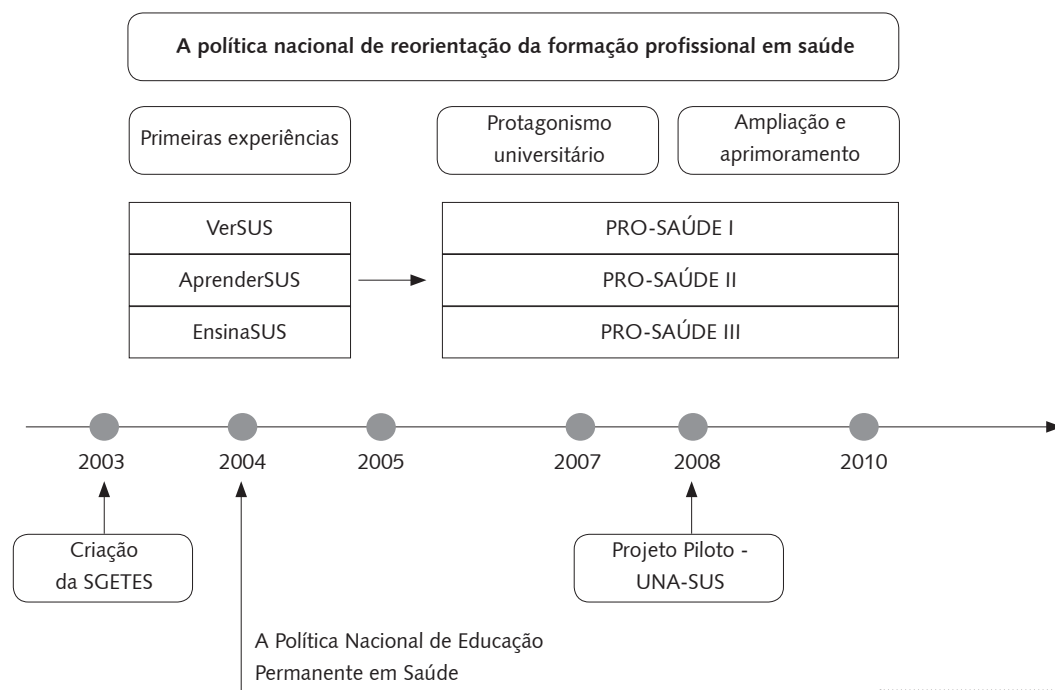 A política nacional de reorientação da formação profissional em saúde
Primeiras experiências
Protagonismo
universitário
Ampliação e
aprimoramento
VerSUS
AprenderSUS
EnsinaSUS
PRO-SAÚDE I
PRO-SAÚDE II
PRO-SAÚDE III
2003
2004
2005
2007
2008
2010
Criação
da SGETES
Projeto Piloto -
UNA-SUS
A Política Nacional de Educação
Permanente em Saúde